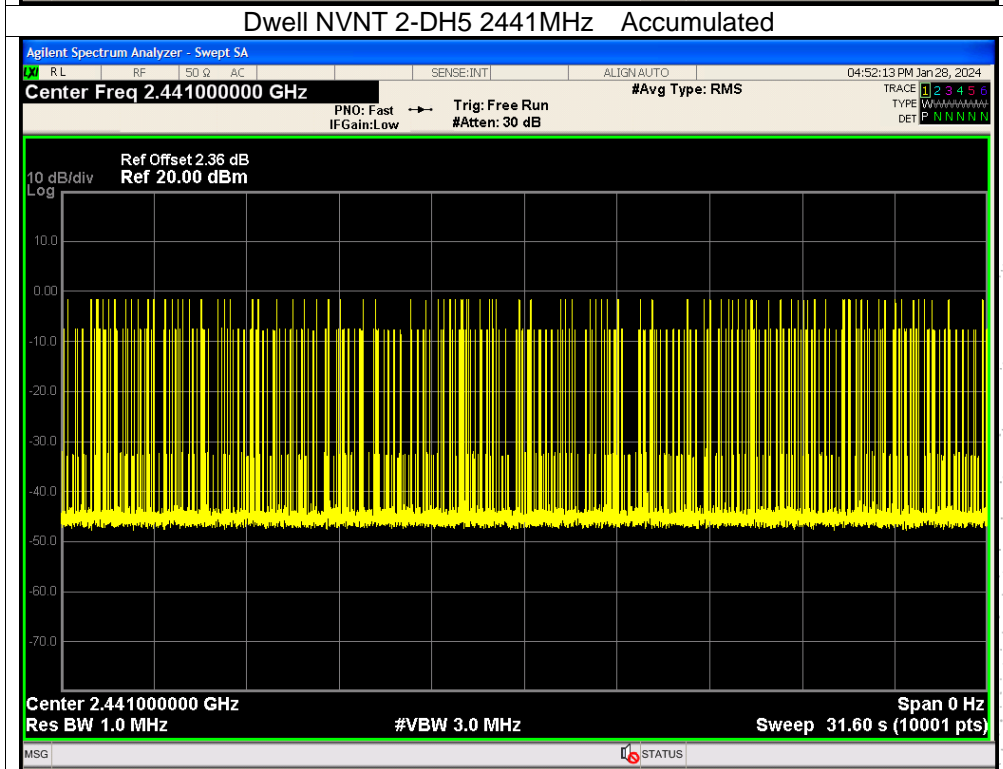 Dwell NVNT 2-DH5 2441MHz Accumulated
Agilent Spectrum Analyzer - Swept SA
LXI RL RF 50 Ω AC SENSE:INT ALIGN AUTO 04:52:13 PM Jan 28, 2024
Center Freq 2.441000000 GHz #Avg Type: RMS TRACE 1 2 3 4 5 6
PNO: Fast Trig: Free Run TYPE WWWWWW
IFGain:Low #Atten: 30 dB DET P N N N N N
Ref Offset 2.36 dB
10 dB/div Ref 20.00 dBm
Log
10.0
0.00
-10.0
-20.0
-30.0
-40.0
-50.0
-60.0
-70.0
Center 2.441000000 GHz Span 0 Hz
Res BW 1.0 MHz #VBW 3.0 MHz Sweep 31.60 s (10001 pts)
MSG STATUS